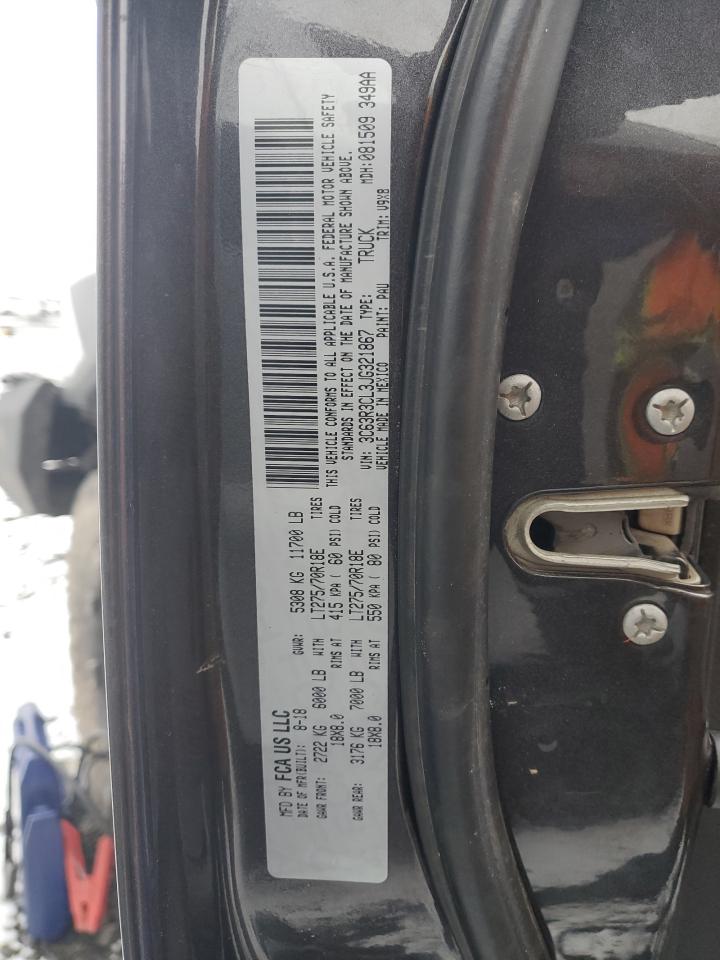 MFD BY FCA US LLC
DATE OF MFR(BUILT): 8-18 GVWR: 5308 KG 11700 LB
GAWR FRONT: 2722 KG 6000 LB WITH LT275/70R18E TIRES
18X8.0 RIMS AT 415 KPA ( 60 PSI) COLD
GAWR REAR: 3176 KG 7000 LB WITH LT275/70R18E TIRES
18X8.0 RIMS AT 550 KPA ( 80 PSI) COLD
THIS VEHICLE CONFORMS TO ALL APPLICABLE U.S.A. FEDERAL MOTOR VEHICLE SAFETY
STANDARDS IN EFFECT ON THE DATE OF MANUFACTURE SHOWN ABOVE.
VIN: 3C63R3CL3JG321867 TYPE: TRUCK MDH:081509 349AA
VEHICLE MADE IN MEXICO PAINT: PAU TRIM: V9X8